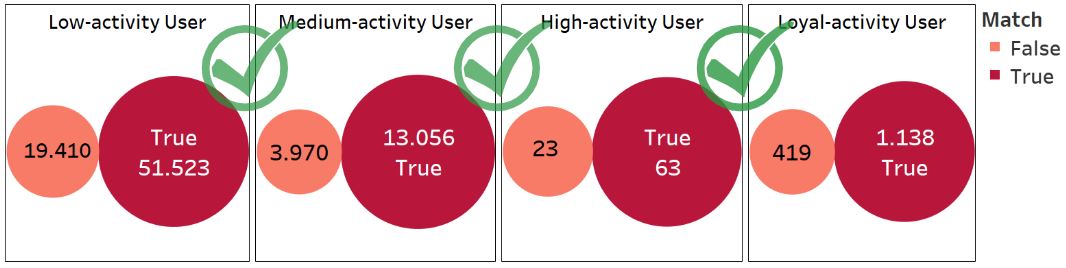 Low-activity User
Medium-activity User
High-activity User
Loyal-activity User
Match
False
True
19.410
True
51.523
3.970
13.056
True
23
True
63
419
1.138
True